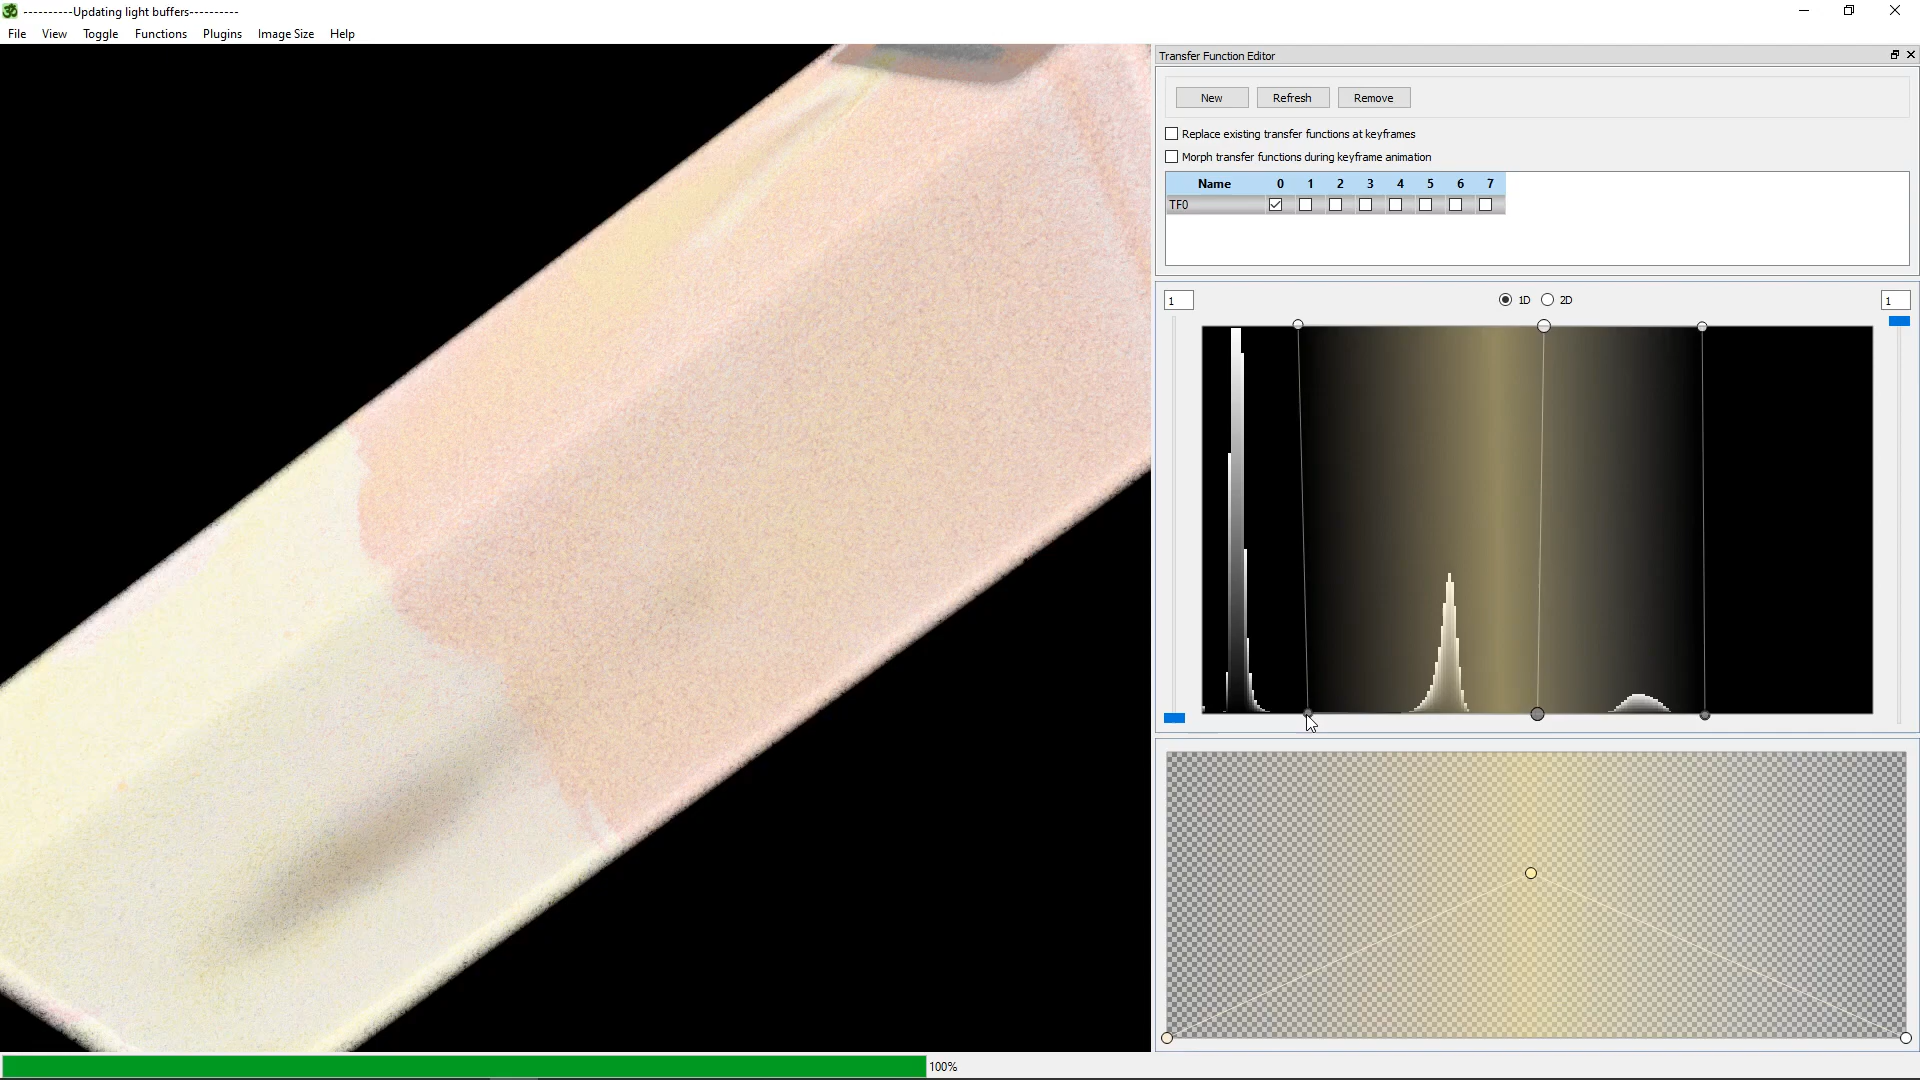 ----------Updating light buffers----------
File View Toggle Functions Plugins Image Size Help
Transfer Function Editor
New Refresh Remove
Replace existing transfer functions at keyframes
Morph transfer functions during keyframe animation
Name 0 1 2 3 4 5 6 7
TF0
1 1D 2D 1
100%